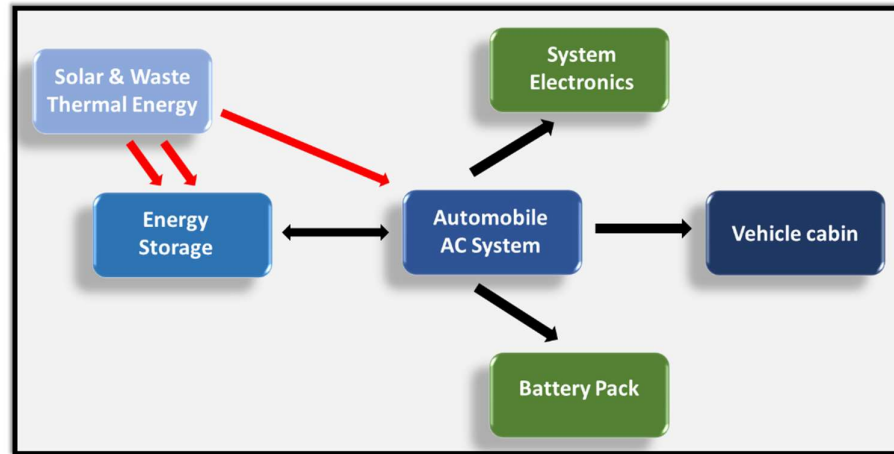 Solar & Waste
Thermal Energy
System
Electronics
Energy
Storage
Automobile
AC System
Vehicle cabin
Battery Pack